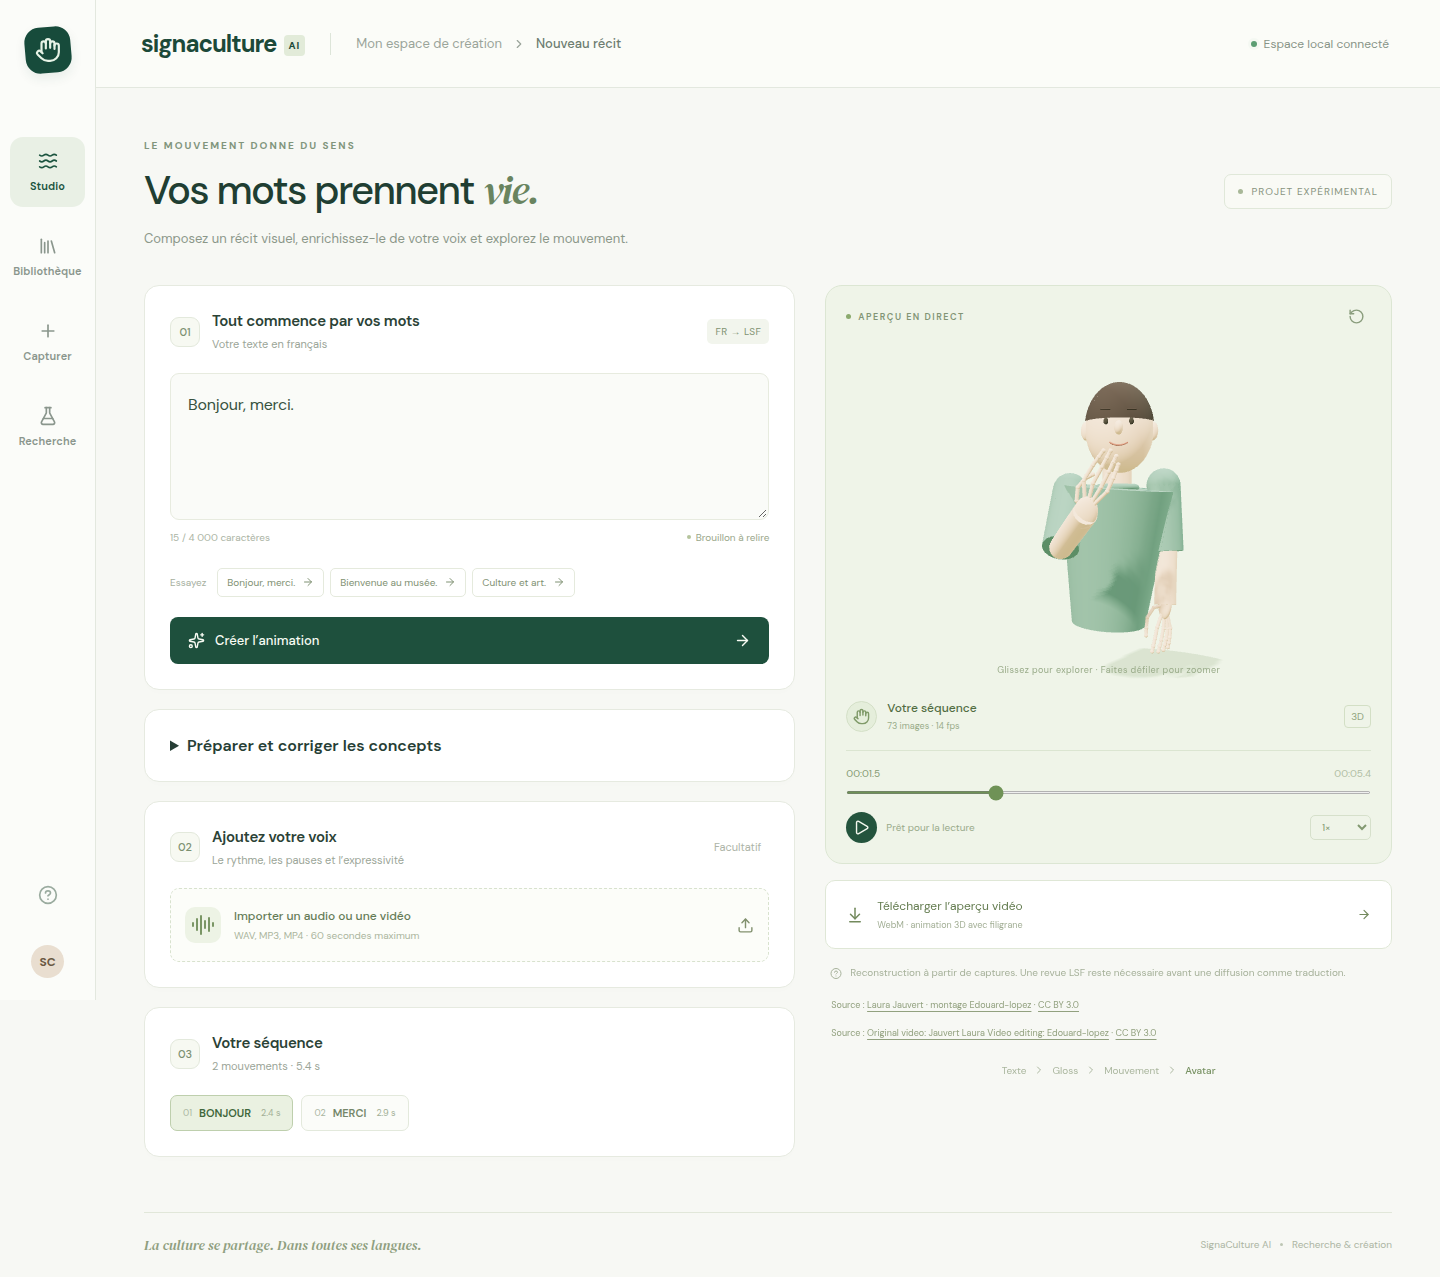 signaculture AI
Mon espace de création > Nouveau récit
Espace local connecté
Studio
Bibliothèque
Capturer
Recherche
SC
LE MOUVEMENT DONNE DU SENS
Vos mots prennent vie.
Composez un récit visuel, enrichissez-le de votre voix et explorez le mouvement.
PROJET EXPÉRIMENTAL
01
Tout commence par vos mots
Votre texte en français
FR → LSF
Bonjour, merci.
15 / 4 000 caractères
Brouillon à relire
Essayez
Bonjour, merci. →
Bienvenue au musée. →
Culture et art. →
Créer l’animation →
Préparer et corriger les concepts
02
Ajoutez votre voix
Le rythme, les pauses et l’expressivité
Facultatif
Importer un audio ou une vidéo
WAV, MP3, MP4 · 60 secondes maximum
03
Votre séquence
2 mouvements · 5.4 s
01 BONJOUR 2.4 s
02 MERCI 2.9 s
APERÇU EN DIRECT
Glissez pour explorer · Faites défiler pour zoomer
Votre séquence
73 images · 14 fps
3D
00:01.5
00:05.4
Prêt pour la lecture
1×
Télécharger l’aperçu vidéo
WebM · animation 3D avec filigrane
Reconstruction à partir de captures. Une revue LSF reste nécessaire avant une diffusion comme traduction.
Source : Laura Jauvert · montage Edouard-lopez · CC BY 3.0
Source : Original video: Jauvert Laura Video editing: Edouard-lopez · CC BY 3.0
Texte > Gloss > Mouvement > Avatar
La culture se partage. Dans toutes ses langues.
SignaCulture AI • Recherche & création